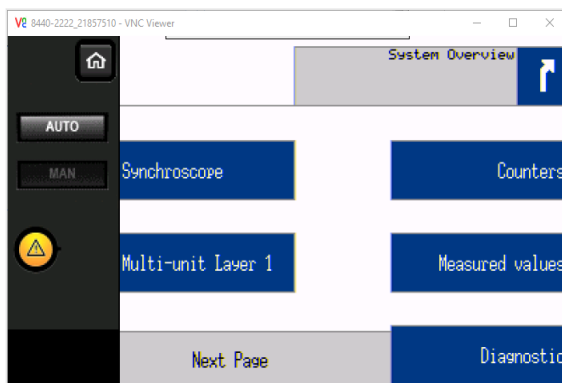 8440-2222_21857510 - VNC Viewer
System Overview
AUTO
MAN
Synchroscope
Counters
Multi-unit Layer 1
Measured values
Next Page
Diagnostic